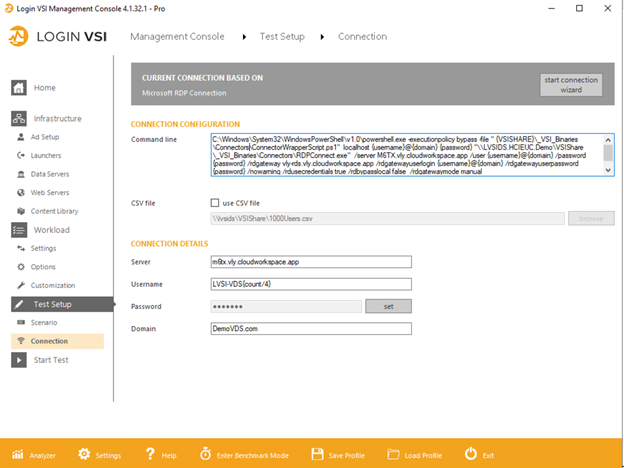 Login VSI Management Console 4.1.32.1 - Pro
LOGIN VSI
Management Console
Test Setup
Connection
Home
Infrastructure
Ad Setup
Launchers
Data Servers
Web Servers
Content Library
Workload
Settings
Options
Customization
Test Setup
Scenario
Connection
Start Test
CURRENT CONNECTION BASED ON
Microsoft RDP Connection
start connection
wizard
CONNECTION CONFIGURATION
Command line
C:\Windows\System32\WindowsPowerShell\v1.0\powershell.exe -executionpolicy bypass -file " {VSISHARE}\_VSI_Binaries
\Connectors\ConnectorWrapperScript.ps1" localhost {username}@{domain} {password} "\\LVSIDS.HCIEUC.Demo\VSIShare
\_VSI_Binaries\Connectors\RDPConnect.exe" /server M6TX.vly.cloudworkspace.app /user {username}@{domain} /password
{password} /rdgateway vly-rds.vly.cloudworkspace.app /rdgatewayuserlogin {username}@{domain} /rdgatewayuserpassword
{password} /nowarning /rdusecredentials true /rdbypasslocal false /rdgatewaymode manual
CSV file
use CSV file
\\lvsids\VSIShare\1000Users.csv
browse
CONNECTION DETAILS
Server
m6tx.vly.cloudworkspace.app
Username
LVSI-VDS{count/4}
Password
*******
set
Domain
DemoVDS.com
Analyzer
Settings
Help
Enter Benchmark Mode
Save Profile
Load Profile
Exit